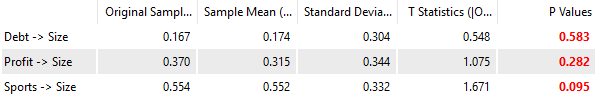 Original Sampl... Sample Mean (... Standard Devia... T Statistics (|O... P Values
Debt -> Size 0.167 0.174 0.304 0.548 0.583
Profit -> Size 0.370 0.315 0.344 1.075 0.282
Sports -> Size 0.554 0.552 0.332 1.671 0.095